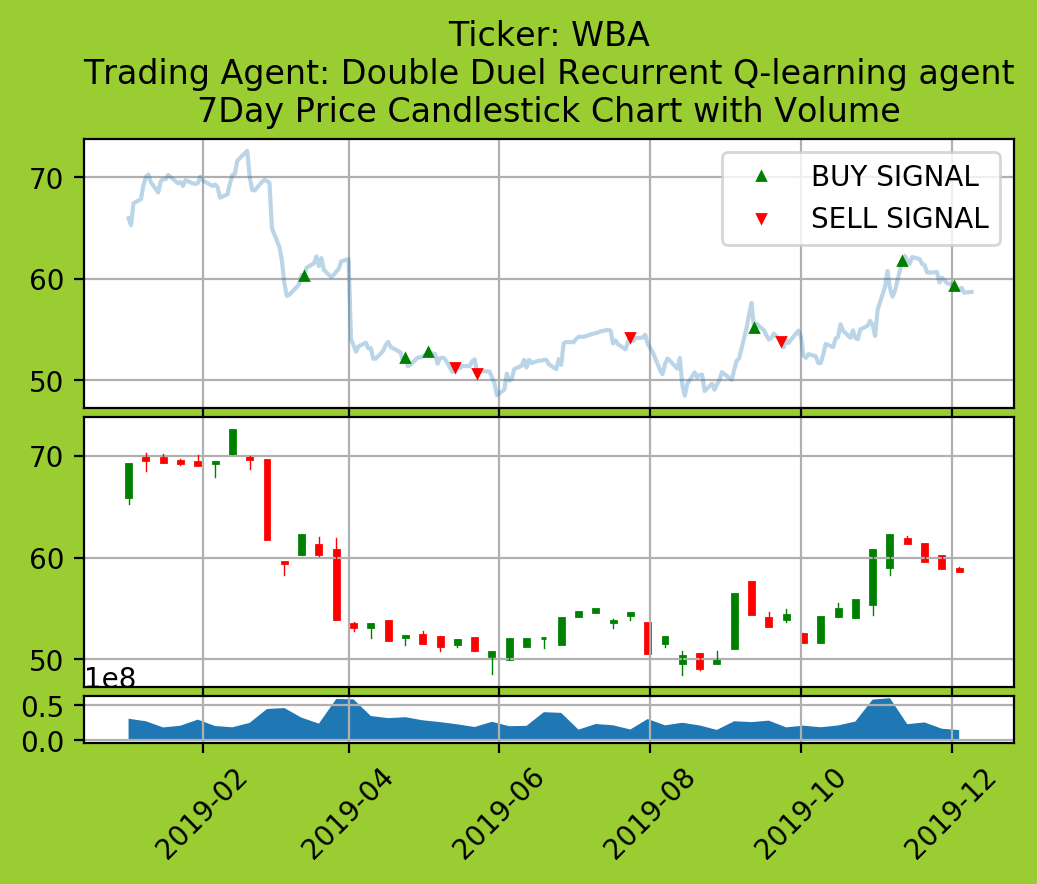 Ticker: WBA
Trading Agent: Double Duel Recurrent Q-learning agent
7Day Price Candlestick Chart with Volume
70
60
50
BUY SIGNAL
SELL SIGNAL
70
60
50
1e8
0.5
0.0
2019-02
2019-04
2019-06
2019-08
2019-10
2019-12